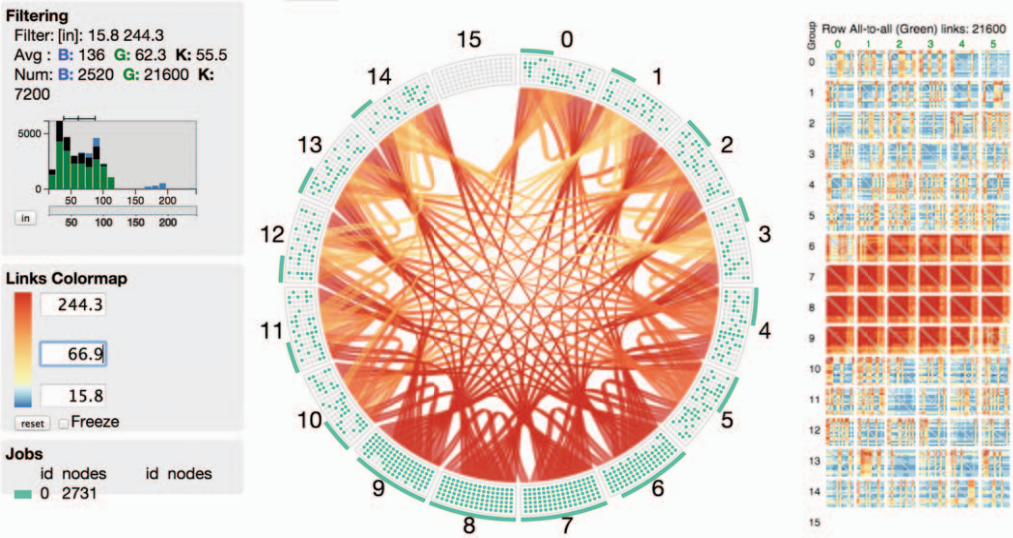 Filtering
Filter: [in]: 15.8 244.3
Avg : B: 136 G: 62.3 K: 55.5
Num: B: 2520 G: 21600 K:
7200
5000
0
50 100 150 200
in
50 100 150 200
Links Colormap
244.3
66.9
15.8
reset Freeze
Jobs
id nodes id nodes
0 2731
0
1
2
3
4
5
6
7
8
9
10
11
12
13
14
15
Group
Row All-to-all (Green) links: 21600
0 1 2 3 4 5
0
1
2
3
4
5
6
7
8
9
10
11
12
13
14
15